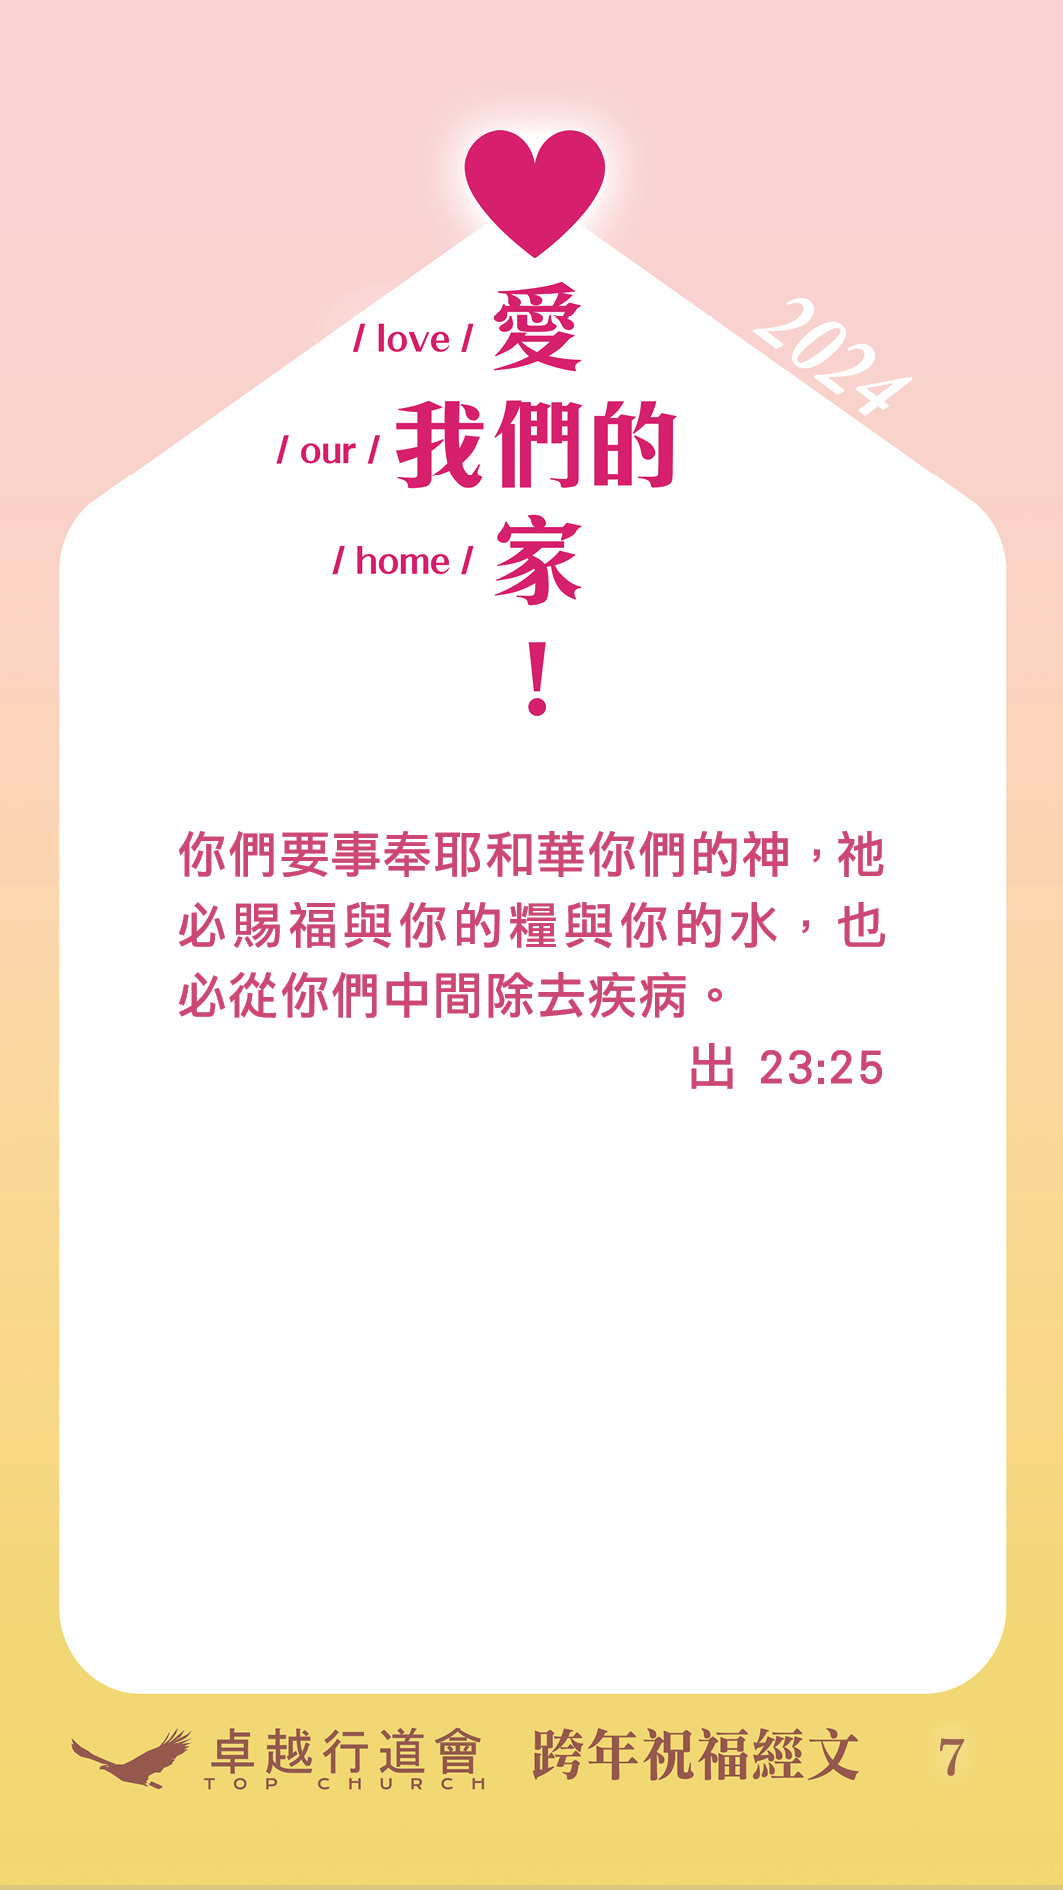 / love / 愛
2024
/ our / 我們的
/ home / 家
!
你們要事奉耶和華你們的神，祂
必賜福與你的糧與你的水，也
必從你們中間除去疾病。
出 23:25
卓越行道會 跨年祝福經文 7
TOP CHURCH